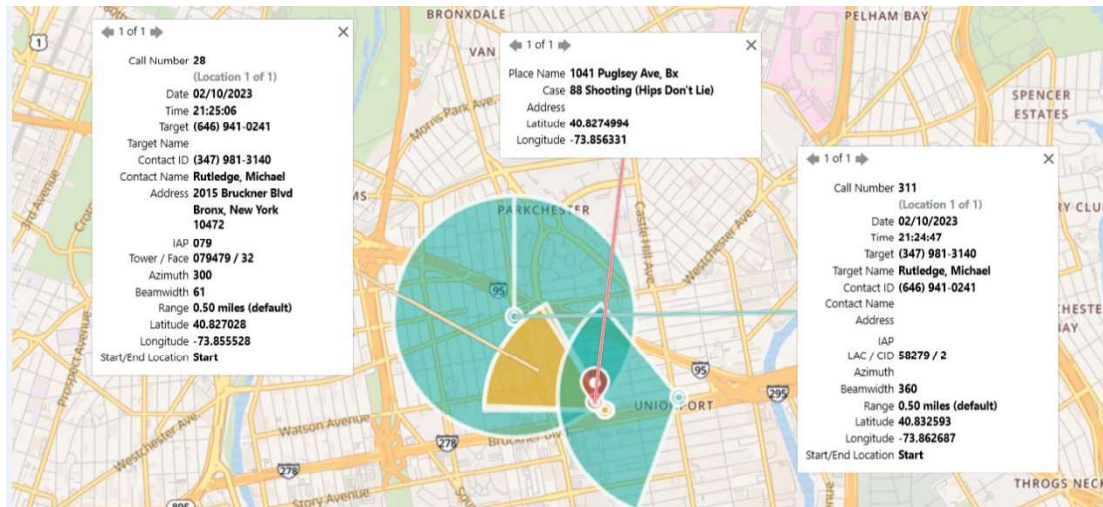 BRONXDALE
PELHAM BAY
1
VAN
Morris Park Ave.
SPENCER
ESTATES
3rd Avenue
PARKCHESTER
Castle Hill Ave.
Westchester Ave.
95
Prospect Avenue
95
295
UNIONPORT
Watson Avenue
Bruckner Bl
278
Westchester Ave.
278
Story Avenue
895
THROGS NECK
1 of 1
Call Number 28
(Location 1 of 1)
Date 02/10/2023
Time 21:25:06
Target (646) 941-0241
Target Name
Contact ID (347) 981-3140
Contact Name Rutledge, Michael
Address 2015 Bruckner Blvd
Bronx, New York
10472
IAP 079
Tower / Face 079479 / 32
Azimuth 300
Beamwidth 61
Range 0.50 miles (default)
Latitude 40.827028
Longitude -73.855528
Start/End Location Start
1 of 1
Place Name 1041 Puglsey Ave, Bx
Case 88 Shooting (Hips Don't Lie)
Address
Latitude 40.8274994
Longitude -73.856331
1 of 1
Call Number 311
(Location 1 of 1)
Date 02/10/2023
Time 21:24:47
Target (347) 981-3140
Target Name Rutledge, Michael
Contact ID (646) 941-0241
Contact Name
Address
IAP
LAC / CID 58279 / 2
Azimuth
Beamwidth 360
Range 0.50 miles (default)
Latitude 40.832593
Longitude -73.862687
Start/End Location Start